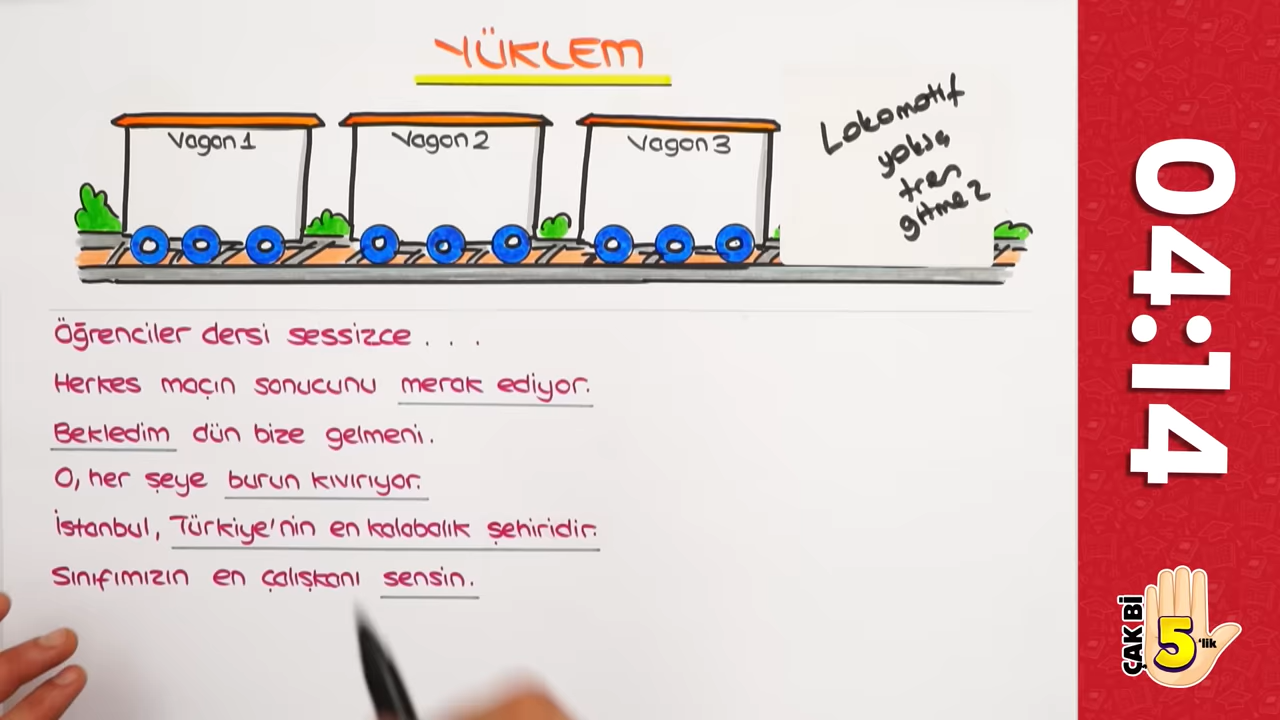 YÜKLEM
Vagon 1
Vagon 2
Vagon 3
Lokomotif
yoksa
tren
gitmez
Öğrenciler dersi sessizce . . .
Herkes maçın sonucunu merak ediyor.
Bekledim dün bize gelmeni.
O, her şeye burun kıvırıyor.
İstanbul, Türkiye'nin en kalabalık şehiridir.
Sınıfımızın en çalışkanı sensin.
04:14
ÇAK Bİ
5'lik